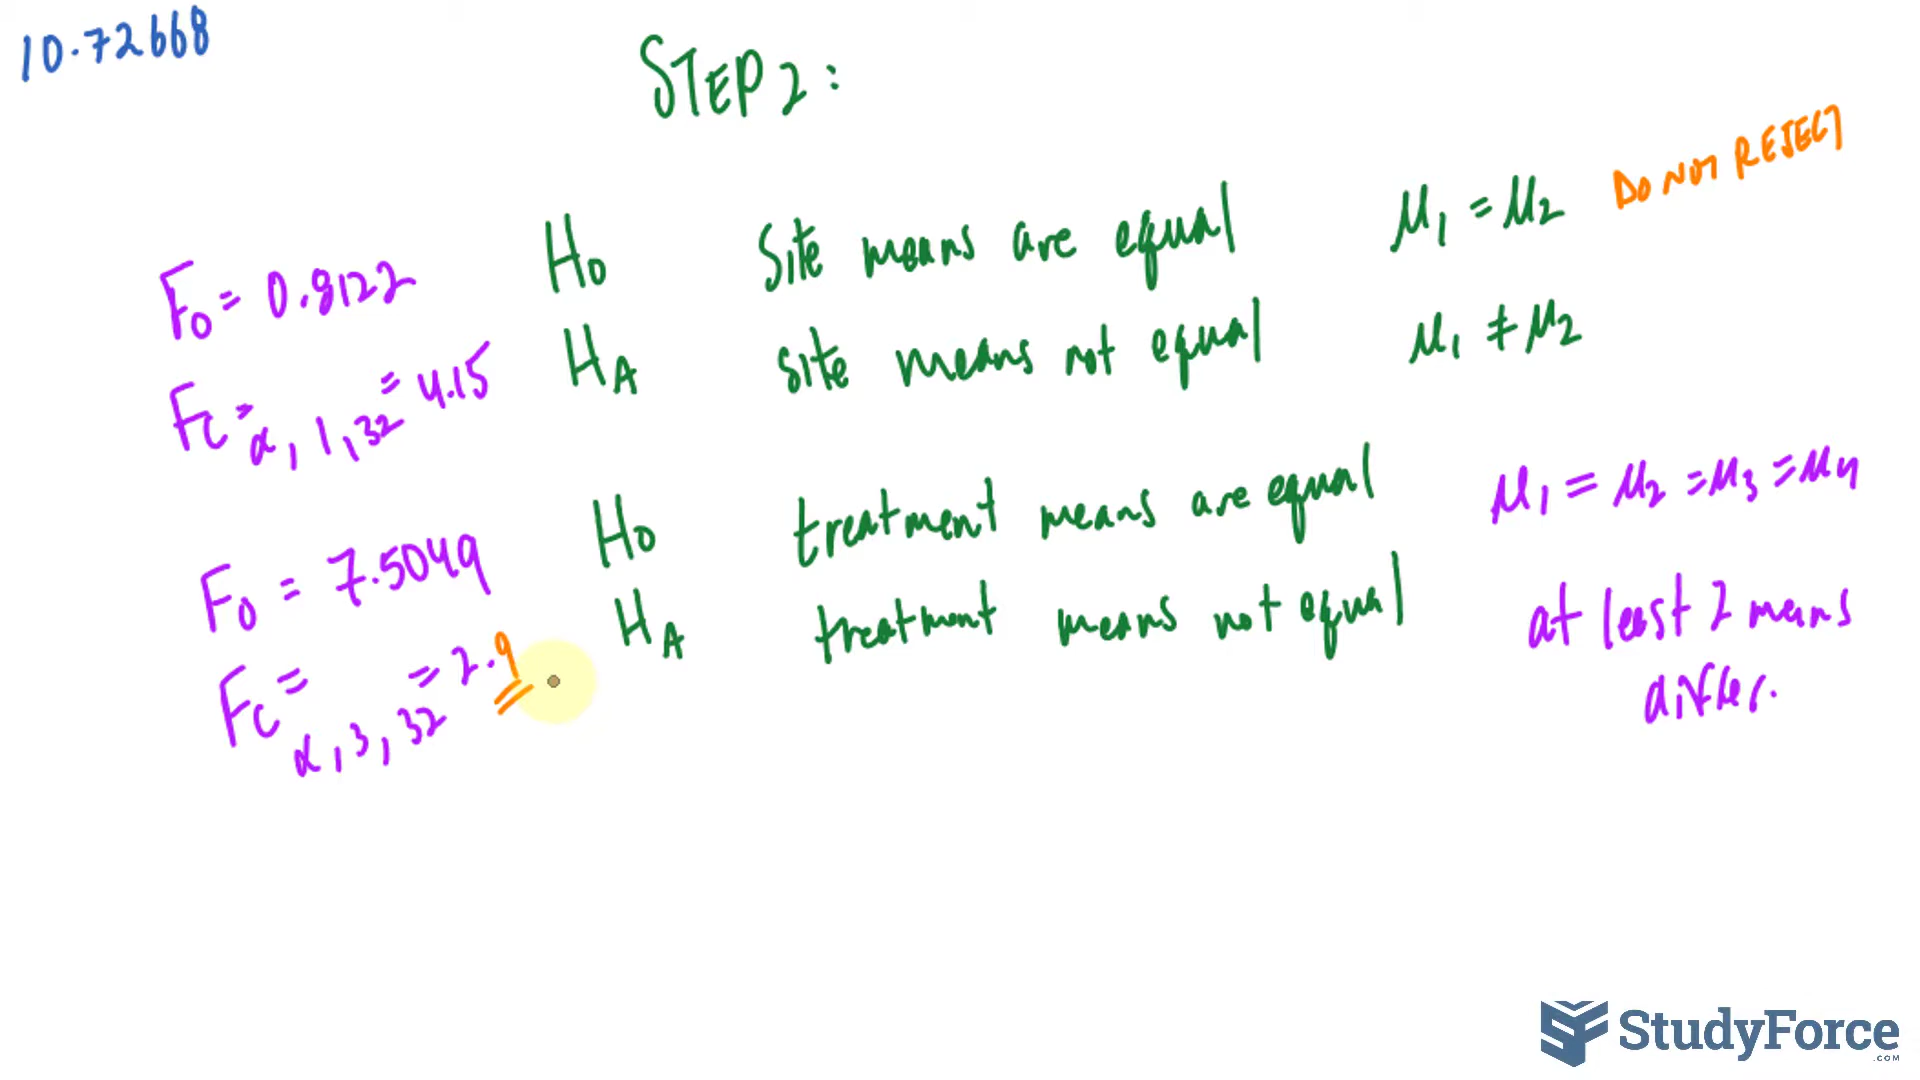 10.72668
STEP 2:
DO NOT REJECT
F₀ = 0.8122
H₀ Site means are equal μ₁ = μ₂
Fc = α, 1, 32 = 4.15
HA site means not equal μ₁ ≠ μ₂
F₀ = 7.5049
H₀ treatment means are equal μ₁ = μ₂ = μ₃ = μ₄
Fc = α, 3, 32 = 2.9
HA treatment means not equal at least 2 means
differ.
StudyForce
.COM